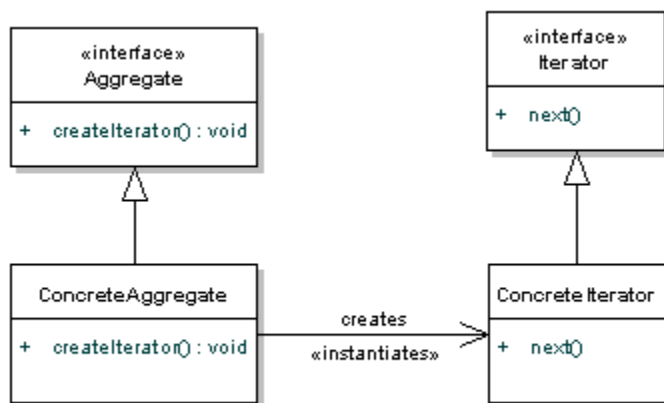 «interface»
Aggregate
+ createIterator() : void
«interface»
Iterator
+ next()
ConcreteAggregate
+ createIterator() : void
creates
«instantiates»
ConcreteIterator
+ next()